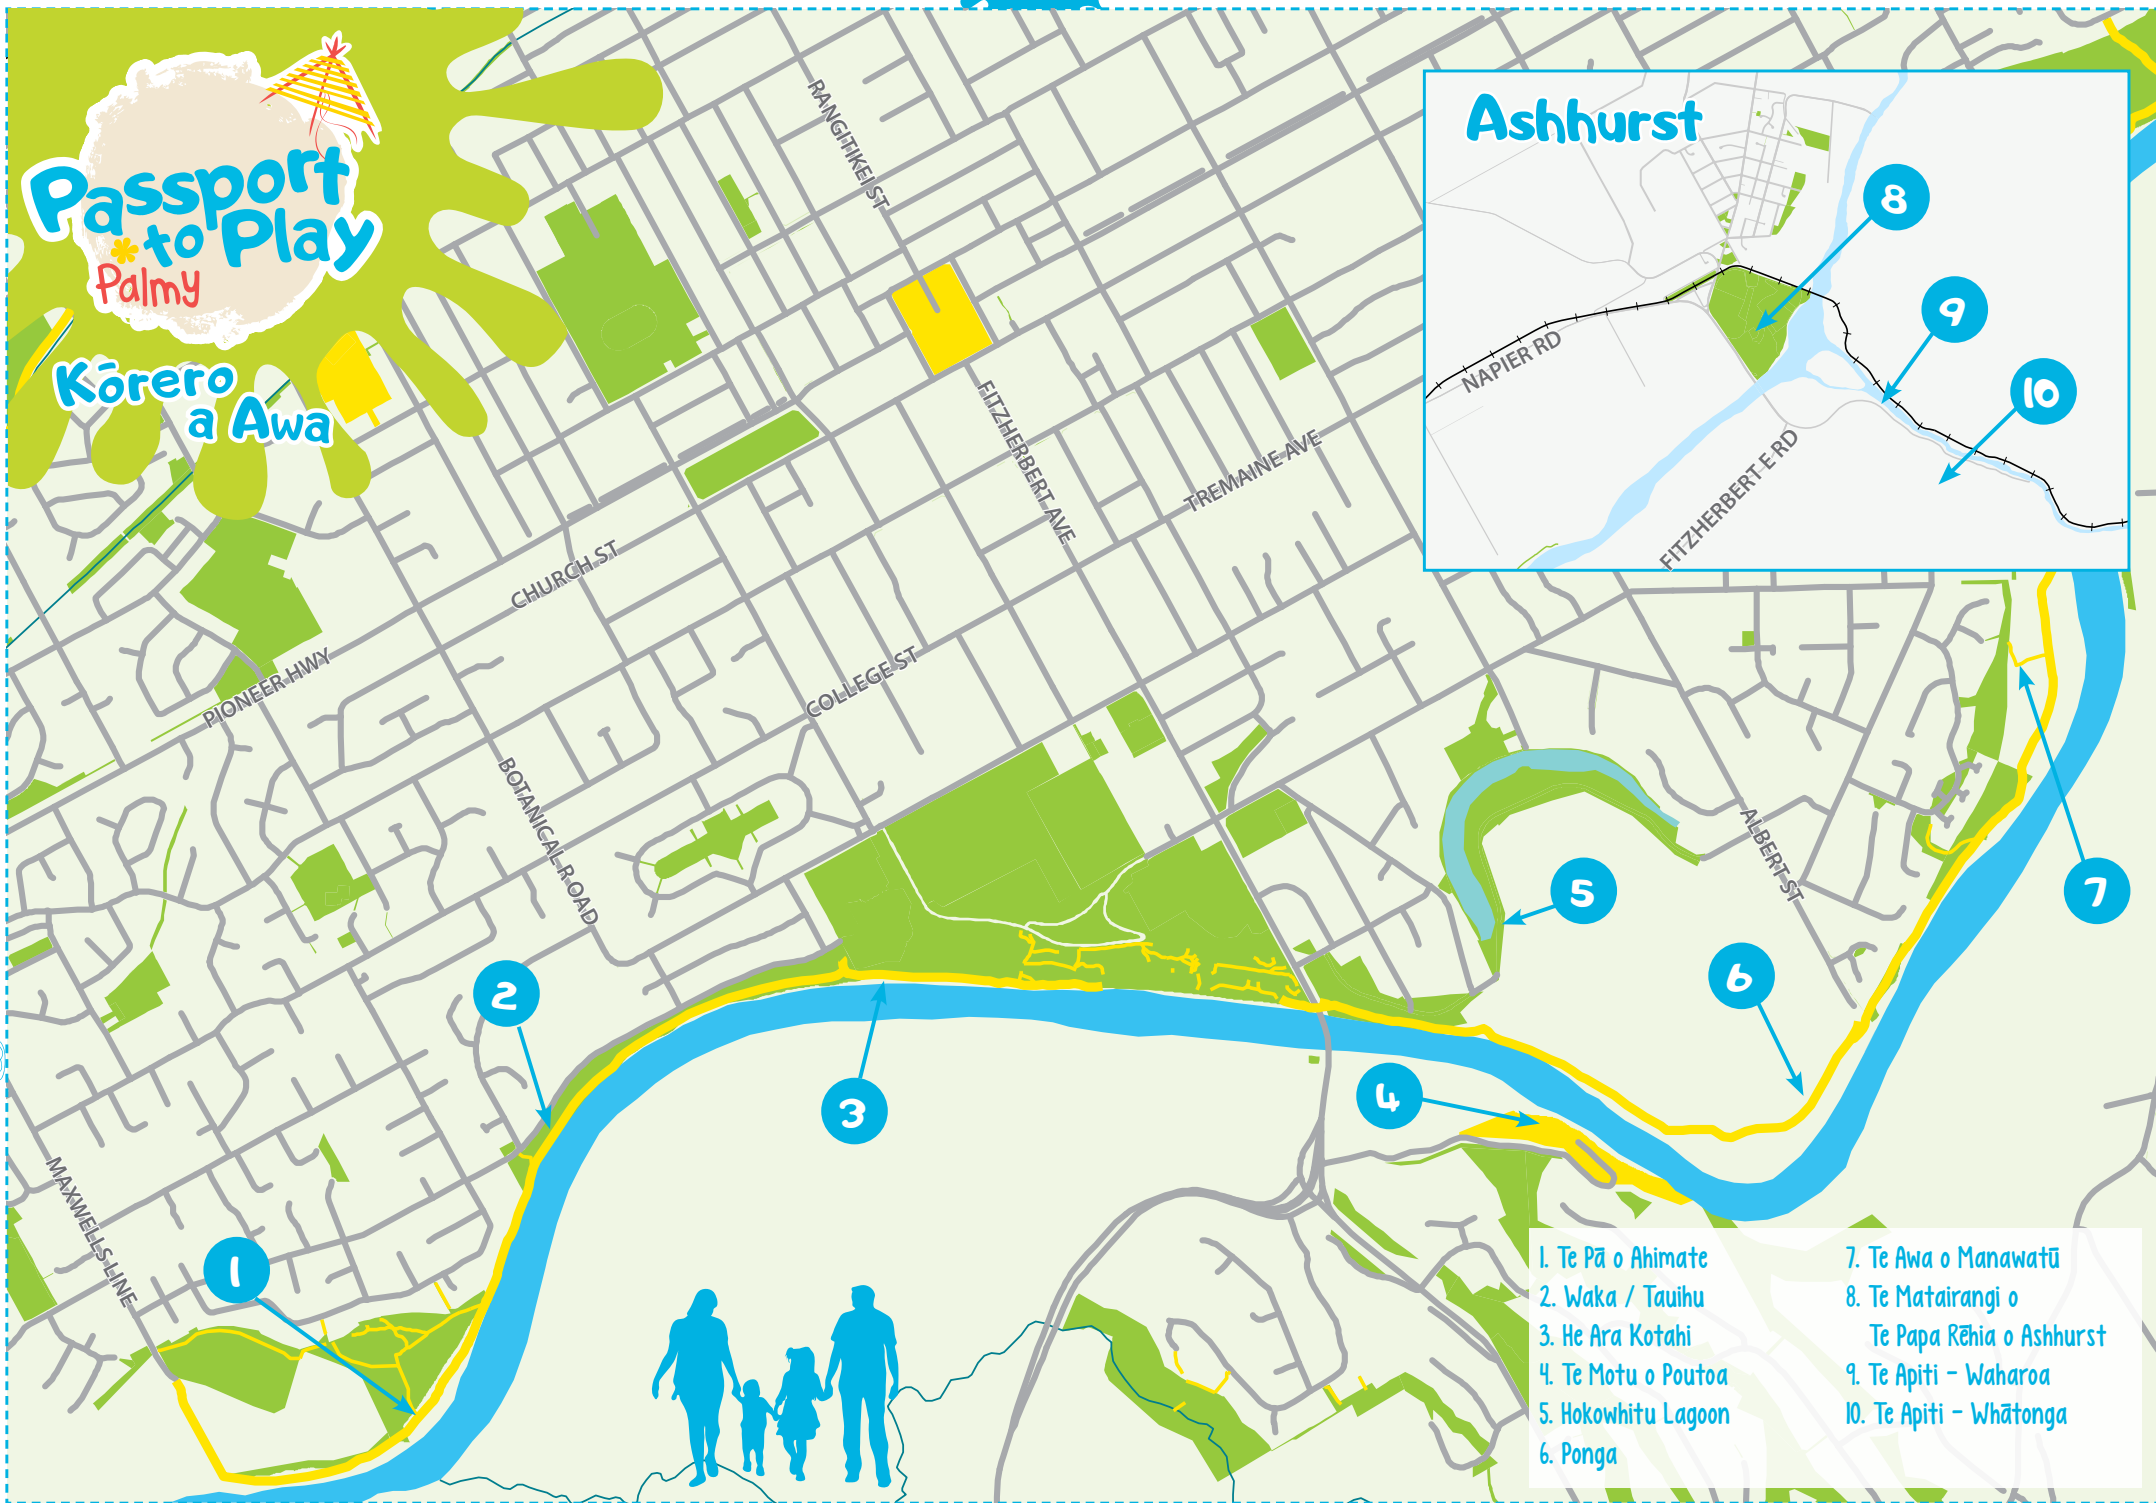 Passport
to Play
Palmy
Kōrero
a Awa
RANGITIKEI ST
FITZHERBERT AVE
TREMAINE AVE
CHURCH ST
COLLEGE ST
PIONEER HWY
BOTANICAL ROAD
MAXWELLS LINE
ALBERT ST
Ashhurst
NAPIER RD
FITZHERBERT E RD
8
9
10
1
2
3
4
5
6
7
1. Te Pā o Ahimate
2. Waka / Tauihu
3. He Ara Kotahi
4. Te Motu o Poutoa
5. Hokowhitu Lagoon
6. Ponga
7. Te Awa o Manawatū
8. Te Matairangi o
Te Papa Rēhia o Ashhurst
9. Te Apiti - Waharoa
10. Te Apiti - Whātonga